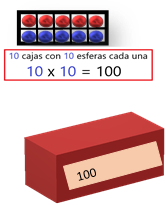 10 cajas con 10 esferas cada una
10 x 10 = 100
100